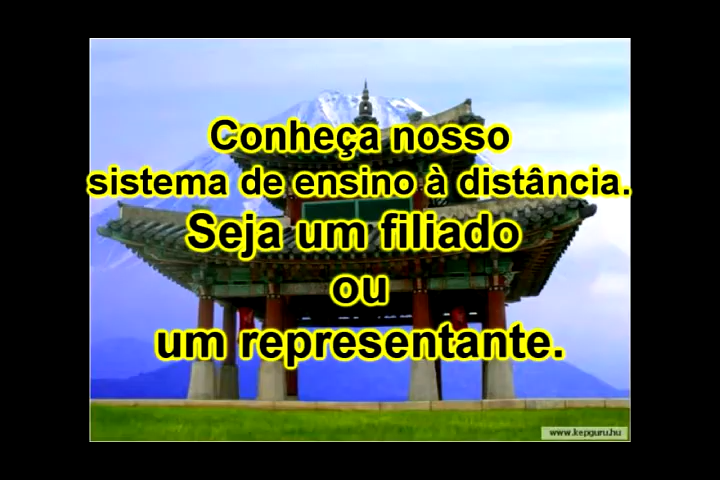 Conheça nosso
sistema de ensino à distância.
Seja um filiado
ou
um representante.
www.kepguru.hu